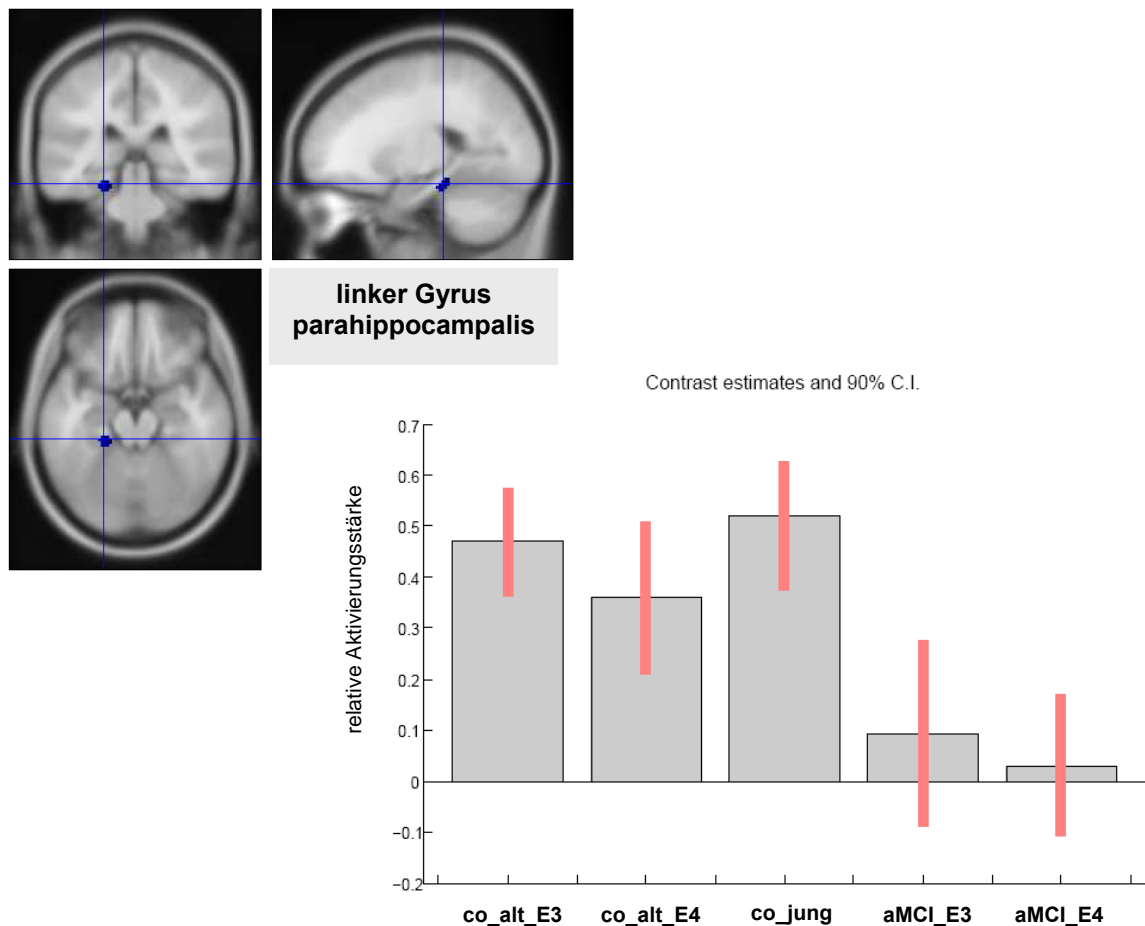 linker Gyrus
parahippocampalis
Contrast estimates and 90% C.I.
relative Aktivierungsstärke
0.7
0.6
0.5
0.4
0.3
0.2
0.1
0
−0.1
−0.2
co_alt_E3 co_alt_E4 co_jung aMCI_E3 aMCI_E4